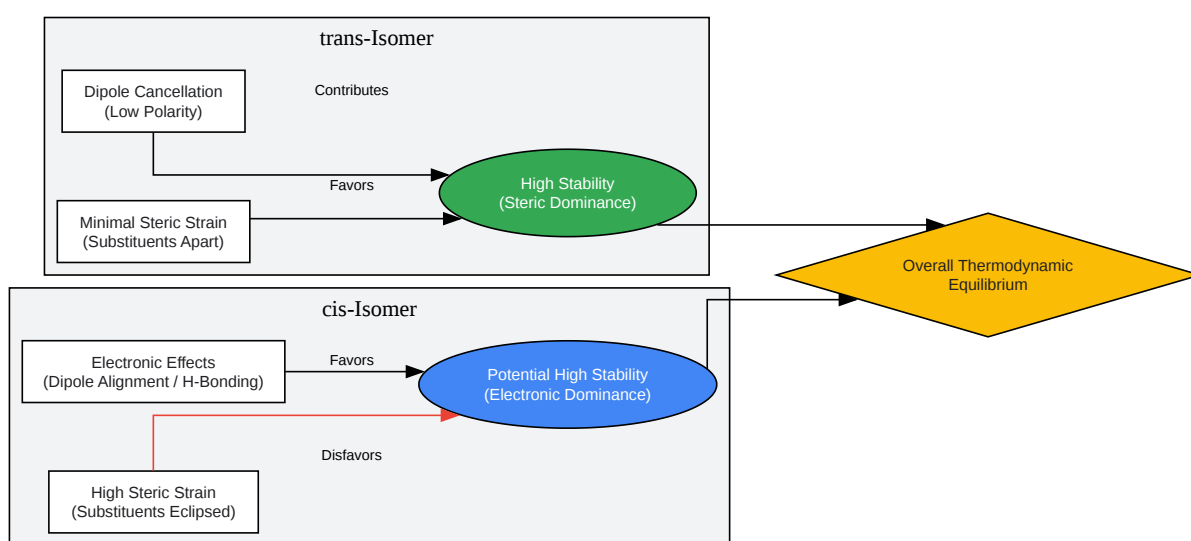 trans-Isomer
Dipole Cancellation
(Low Polarity)
Contributes
Favors
High Stability
(Steric Dominance)
Minimal Steric Strain
(Substituents Apart)
Overall Thermodynamic
Equilibrium
cis-Isomer
Electronic Effects
(Dipole Alignment / H-Bonding)
Favors
Potential High Stability
(Electronic Dominance)
Disfavors
High Steric Strain
(Substituents Eclipsed)